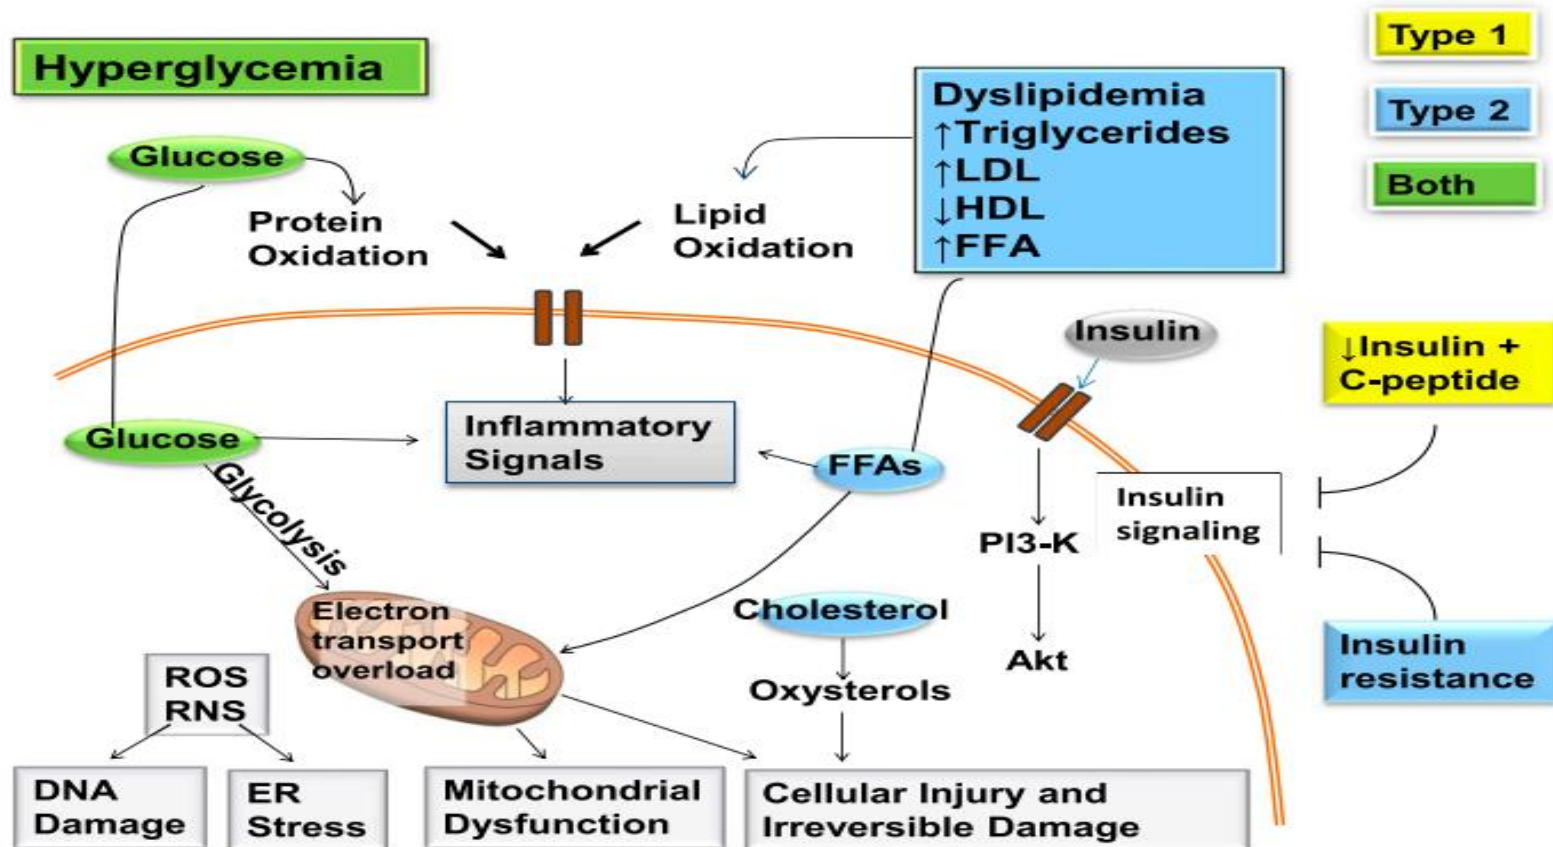 Hyperglycemia
Type 1
Type 2
Both
Dyslipidemia
↑Triglycerides
↑LDL
↓HDL
↑FFA
Glucose
Protein
Oxidation
Lipid
Oxidation
Insulin
↓Insulin +
C-peptide
Glucose
Inflammatory
Signals
FFAs
Glycolysis
Insulin
signaling
PI3-K
Electron
transport
overload
Cholesterol
Akt
Insulin
resistance
Oxysterols
ROS
RNS
DNA
Damage
ER
Stress
Mitochondrial
Dysfunction
Cellular Injury and
Irreversible Damage